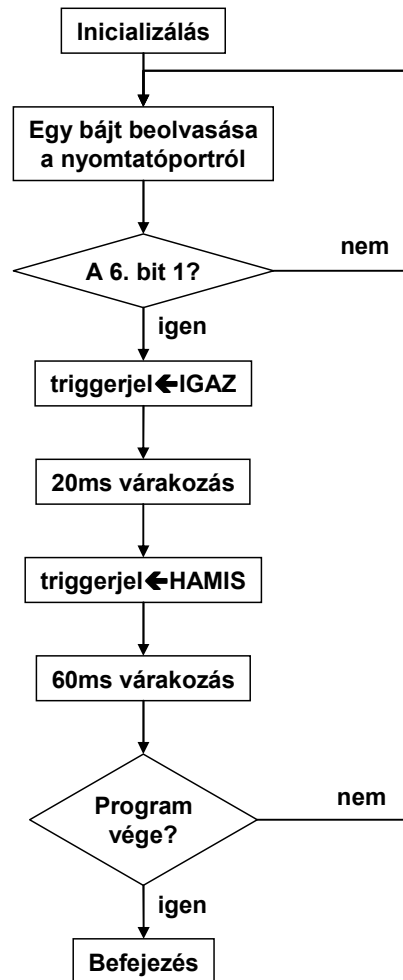 Inicializálás
Egy bájt beolvasása
a nyomtatóportról
A 6. bit 1?
nem
igen
triggerjel🡸IGAZ
20ms várakozás
triggerjel🡸HAMIS
60ms várakozás
Program
vége?
nem
igen
Befejezés